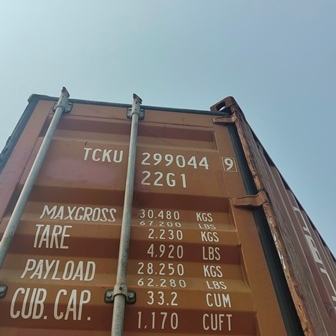 TCKU 299044 9
22G1
MAXGROSS 30.480 KGS
67.200 LBS
TARE 2.230 KGS
4.920 LBS
PAYLOAD 28.250 KGS
62.280 LBS
CUB. CAP. 33.2 CUM
1.170 CUFT